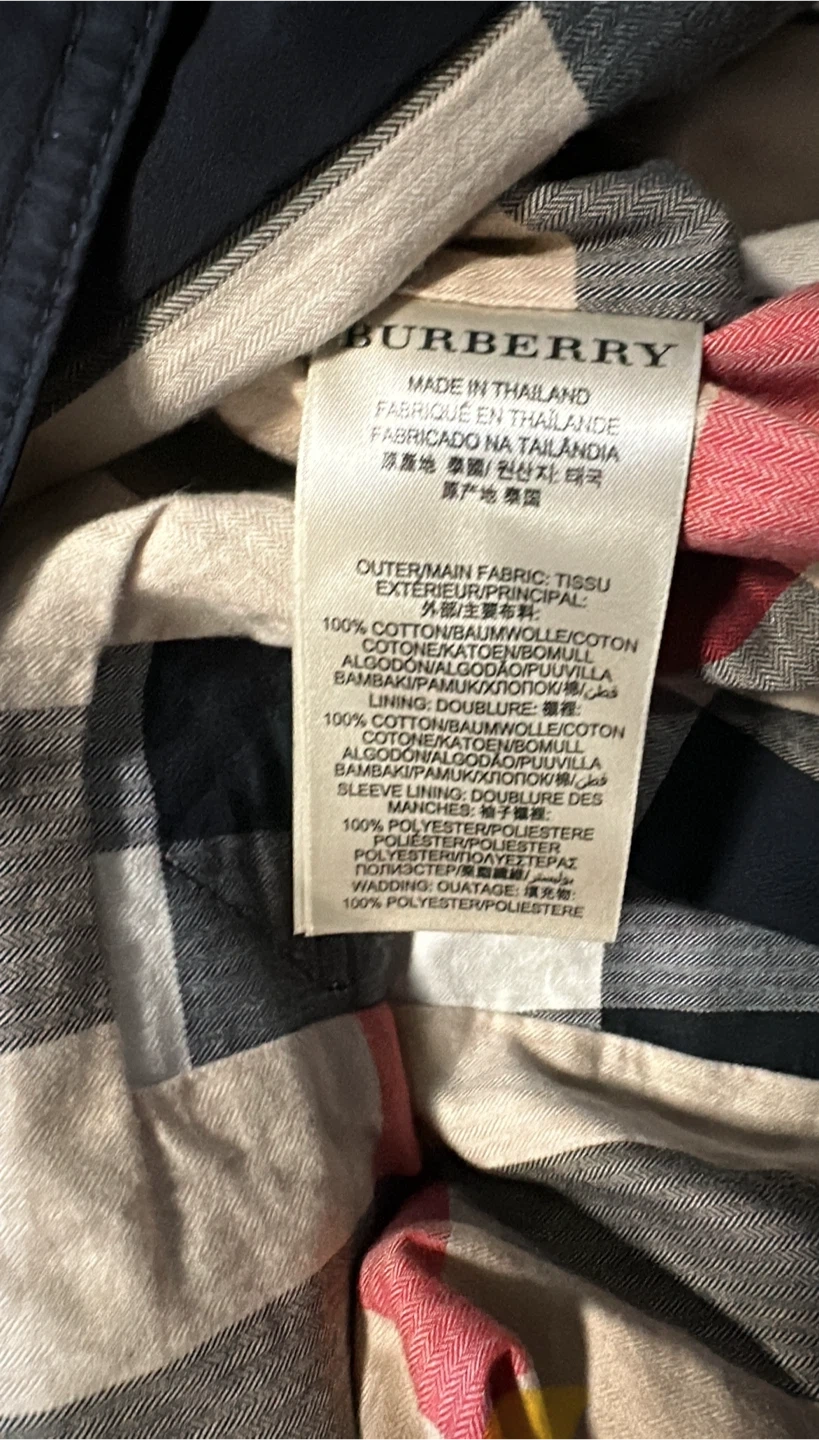 BURBERRY
MADE IN THAILAND
FABRIQUÉ EN THAÏLANDE
FABRICADO NA TAILÂNDIA
原產地 泰國/ 원산지: 태국
原产地 泰国
OUTER/MAIN FABRIC: TISSU
EXTÉRIEUR/PRINCIPAL:
外部/主要布料:
100% COTTON/BAUMWOLLE/COTON
COTONE/KATOEN/BOMULL
ALGODÓN/ALGODÃO/PUUVILLA
BAMBAKI/PAMUK/ХЛОПОК/棉/قطن
LINING: DOUBLURE: 襯裡:
100% COTTON/BAUMWOLLE/COTON
COTONE/KATOEN/BOMULL
ALGODÓN/ALGODÃO/PUUVILLA
BAMBAKI/PAMUK/ХЛОПОК/棉/قطن
SLEEVE LINING: DOUBLURE DES
MANCHES: 袖子襯裡:
100% POLYESTER/POLIESTERE
POLIÉSTER/POLIESTER
POLYESTERI/ΠΟΛΥΕΣΤΕΡΑΣ
ПОЛИЭСТЕР/聚酯纖維/بوليستر
WADDING: OUATAGE: 填充物:
100% POLYESTER/POLIESTERE